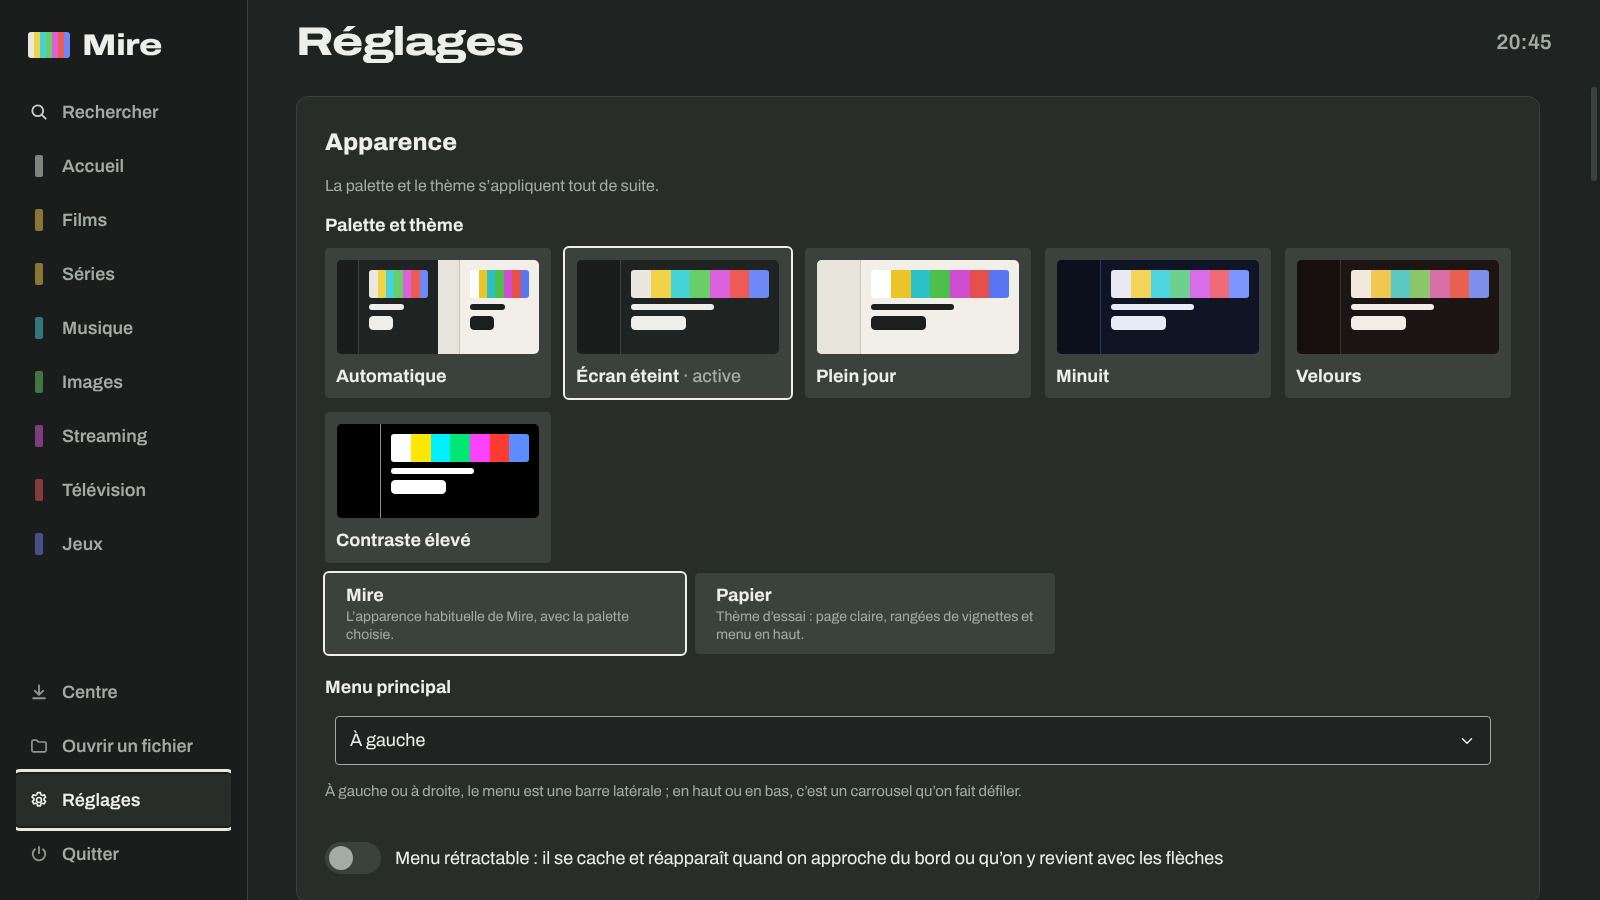 Mire
Rechercher
Accueil
Films
Séries
Musique
Images
Streaming
Télévision
Jeux
Centre
Ouvrir un fichier
Réglages
Quitter
Réglages
20:45
Apparence
La palette et le thème s’appliquent tout de suite.
Palette et thème
Automatique
Écran éteint · active
Plein jour
Minuit
Velours
Contraste élevé
Mire
L’apparence habituelle de Mire, avec la palette
choisie.
Papier
Thème d’essai : page claire, rangées de vignettes et
menu en haut.
Menu principal
À gauche
À gauche ou à droite, le menu est une barre latérale ; en haut ou en bas, c’est un carrousel qu’on fait défiler.
Menu rétractable : il se cache et réapparaît quand on approche du bord ou qu’on y revient avec les flèches